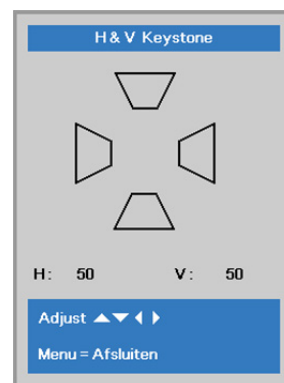 H & V Keystone
H : 50 V : 50
Adjust ▲▼◀▶
Menu = Afsluiten